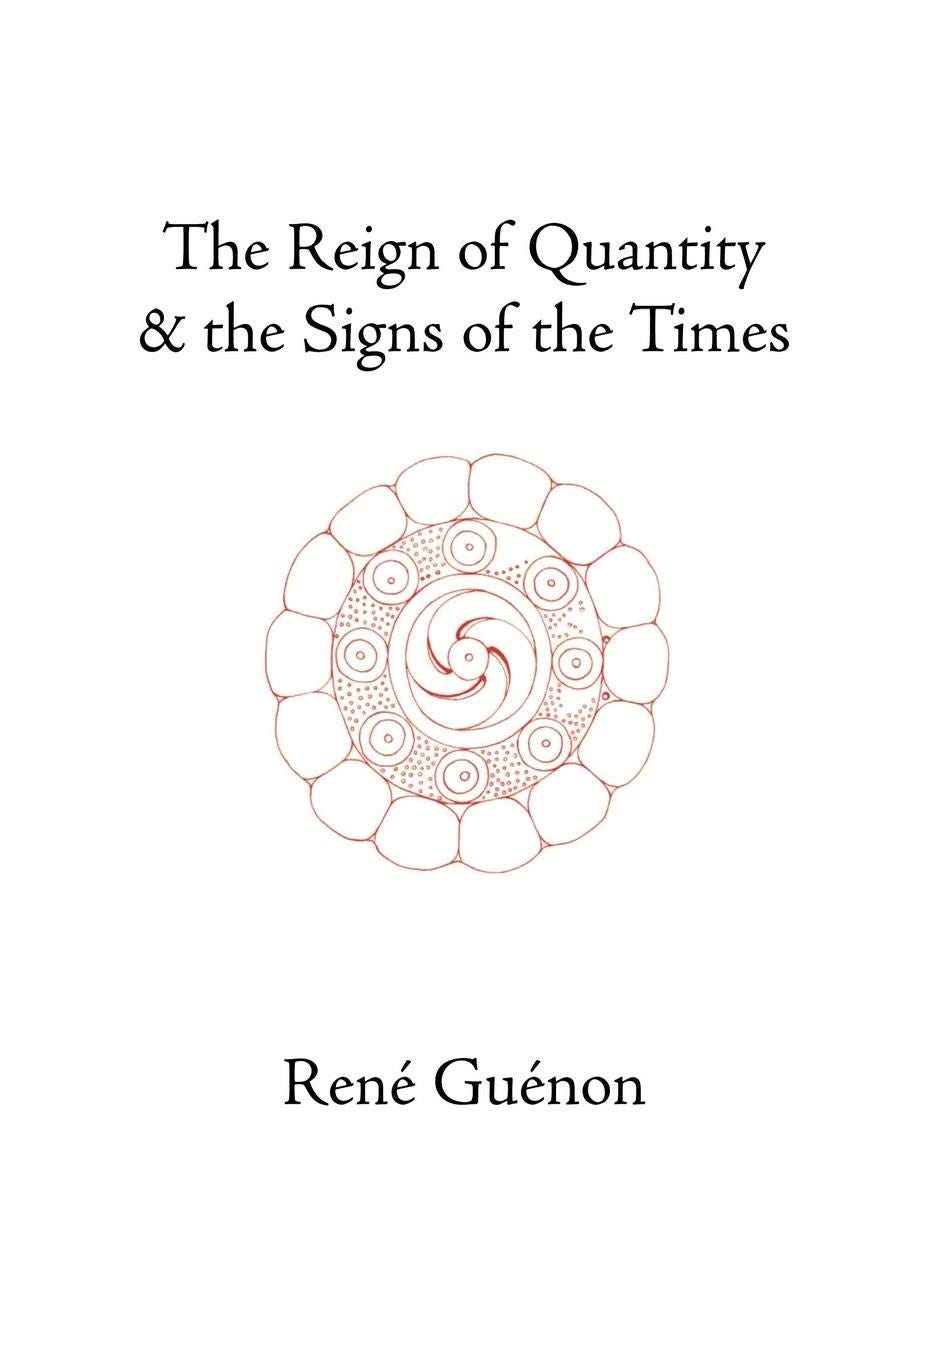 The Reign of Quantity
& the Signs of the Times
René Guénon